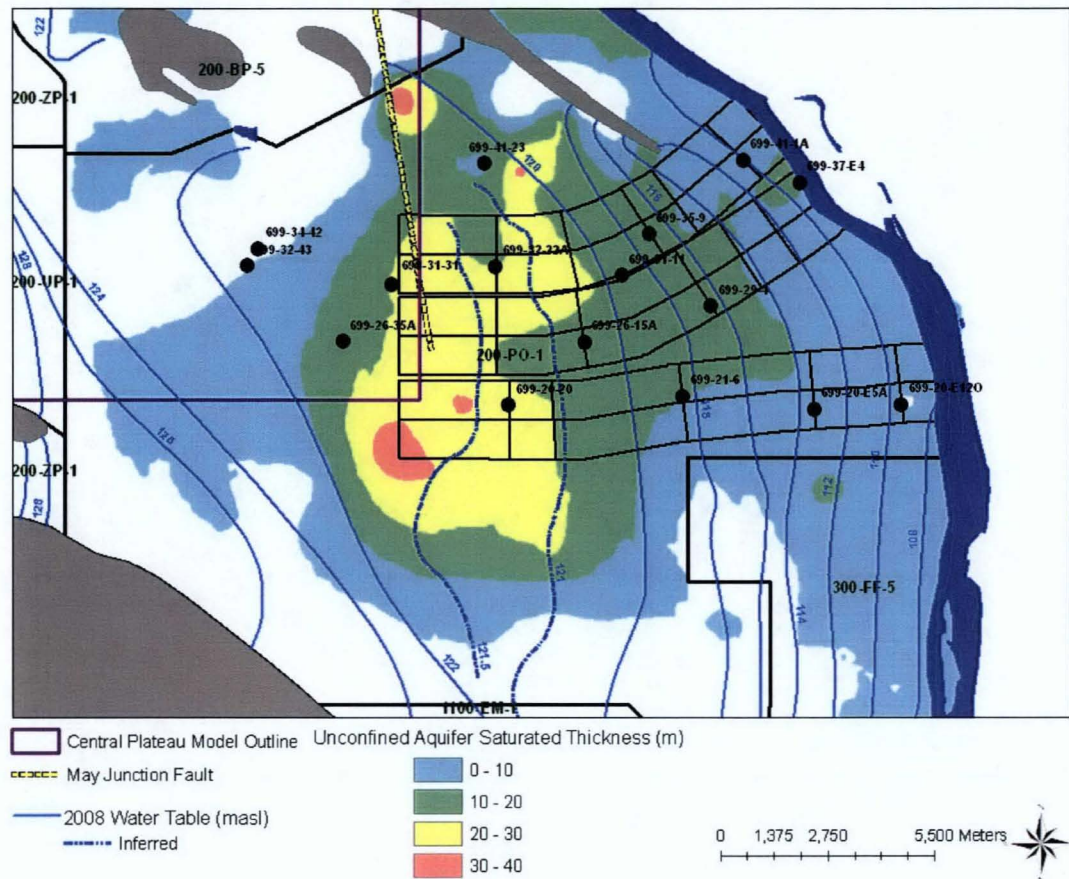 122
200-BP-5
200-ZP-1
699-41-23
120
699-41-1A
699-37-E4
116
699-35-9
699-34-42
699-32-43
128
200-UP-1
124
699-31-31
699-32-22A
699-31-11
699-29-4
699-26-35A
699-26-15A
200-PO-1
699-20-20
699-21-6
699-20-E5A
699-20-E12O
118
126
200-ZP-1
128
110
112
108
121
121.5
122
114
300-FF-5
1100-EM-1
Central Plateau Model Outline
May Junction Fault
2008 Water Table (masl)
Inferred
Unconfined Aquifer Saturated Thickness (m)
0 - 10
10 - 20
20 - 30
30 - 40
0 1,375 2,750 5,500 Meters